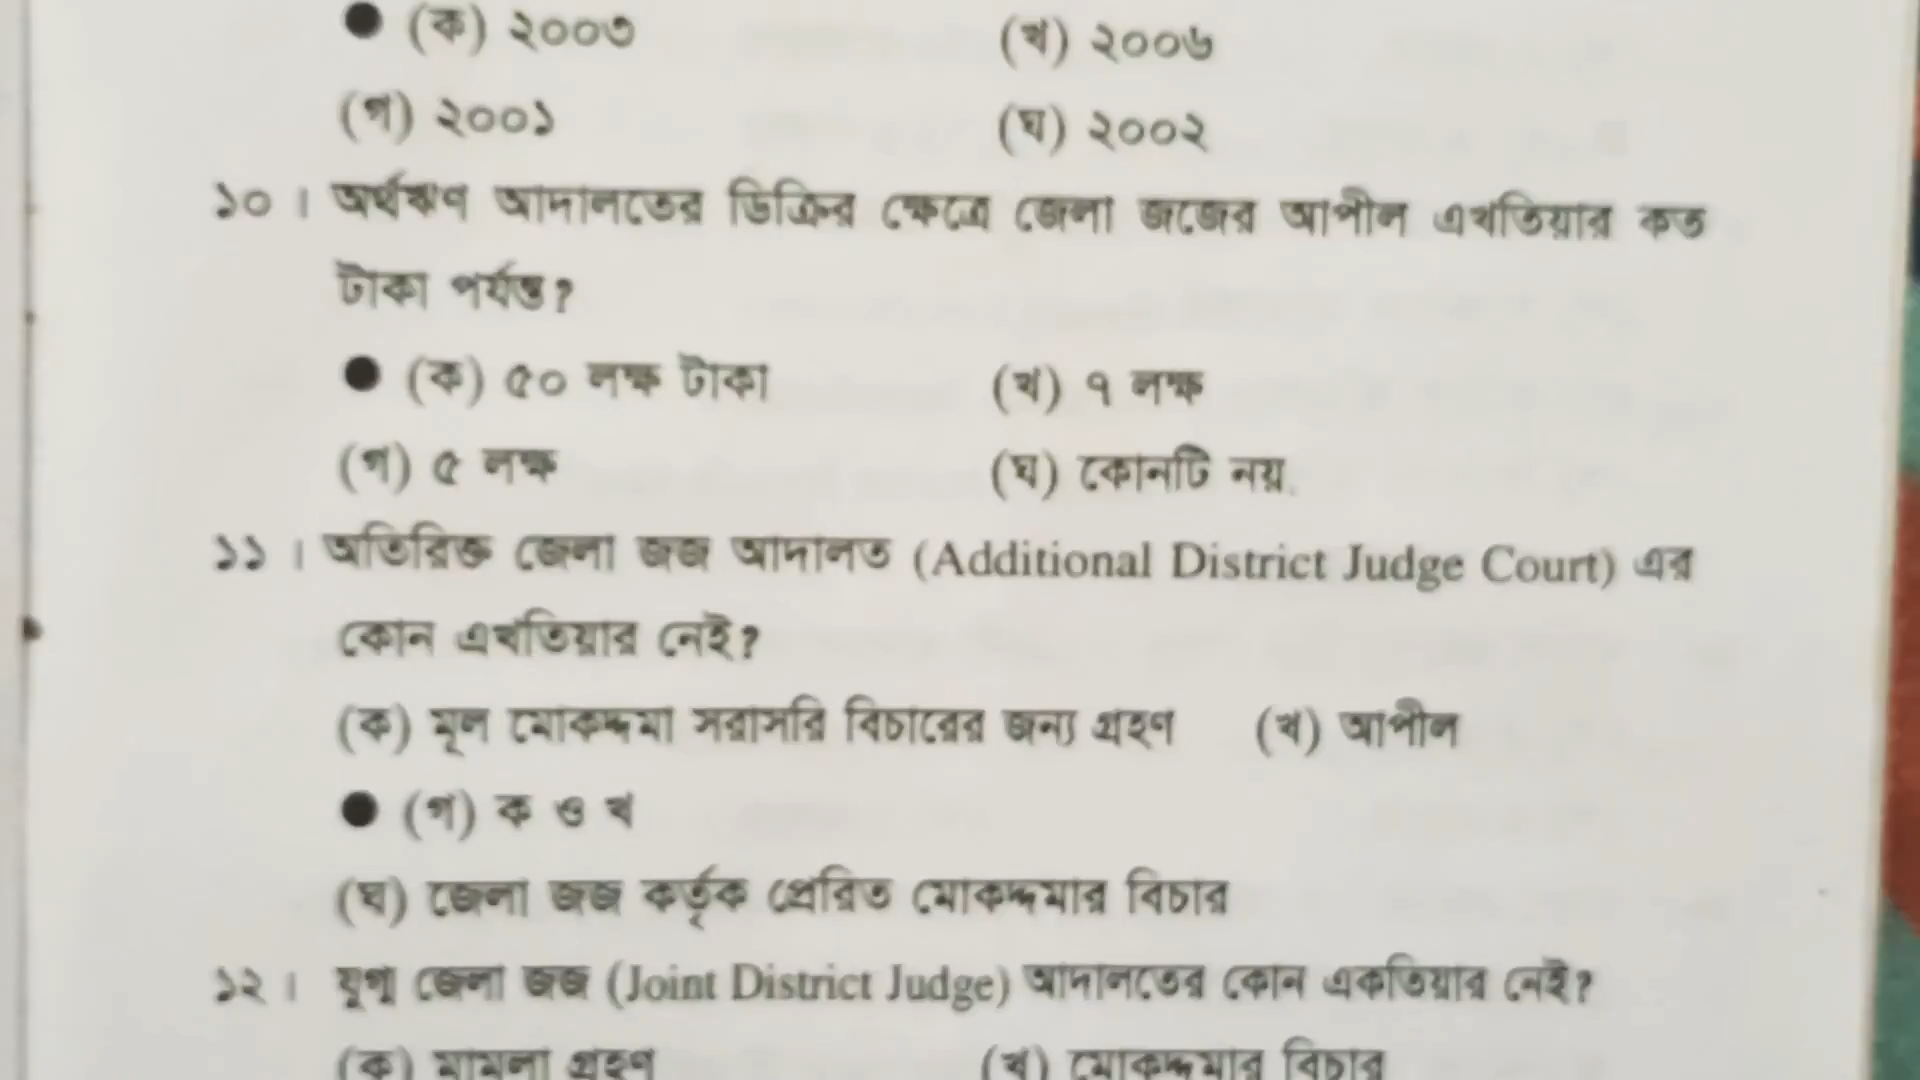 ● (ক) ২০০৩ (খ) ২০০৬
(গ) ২০০১ (ঘ) ২০০২
১০। অর্থঋণ আদালতের ডিক্রির ক্ষেত্রে জেলা জজের আপীল এখতিয়ার কত
টাকা পর্যন্ত?
● (ক) ৫০ লক্ষ টাকা (খ) ৭ লক্ষ
(গ) ৫ লক্ষ (ঘ) কোনটি নয়
১১। অতিরিক্ত জেলা জজ আদালত (Additional District Judge Court) এর
কোন এখতিয়ার নেই?
(ক) মূল মোকদ্দমা সরাসরি বিচারের জন্য গ্রহণ (খ) আপীল
● (গ) ক ও খ
(ঘ) জেলা জজ কর্তৃক প্রেরিত মোকদ্দমার বিচার
১২। যুগ্ম জেলা জজ (Joint District Judge) আদালতের কোন একতিয়ার নেই?
(ক) মামলা গ্রহণ (খ) মোকদ্দমার বিচার